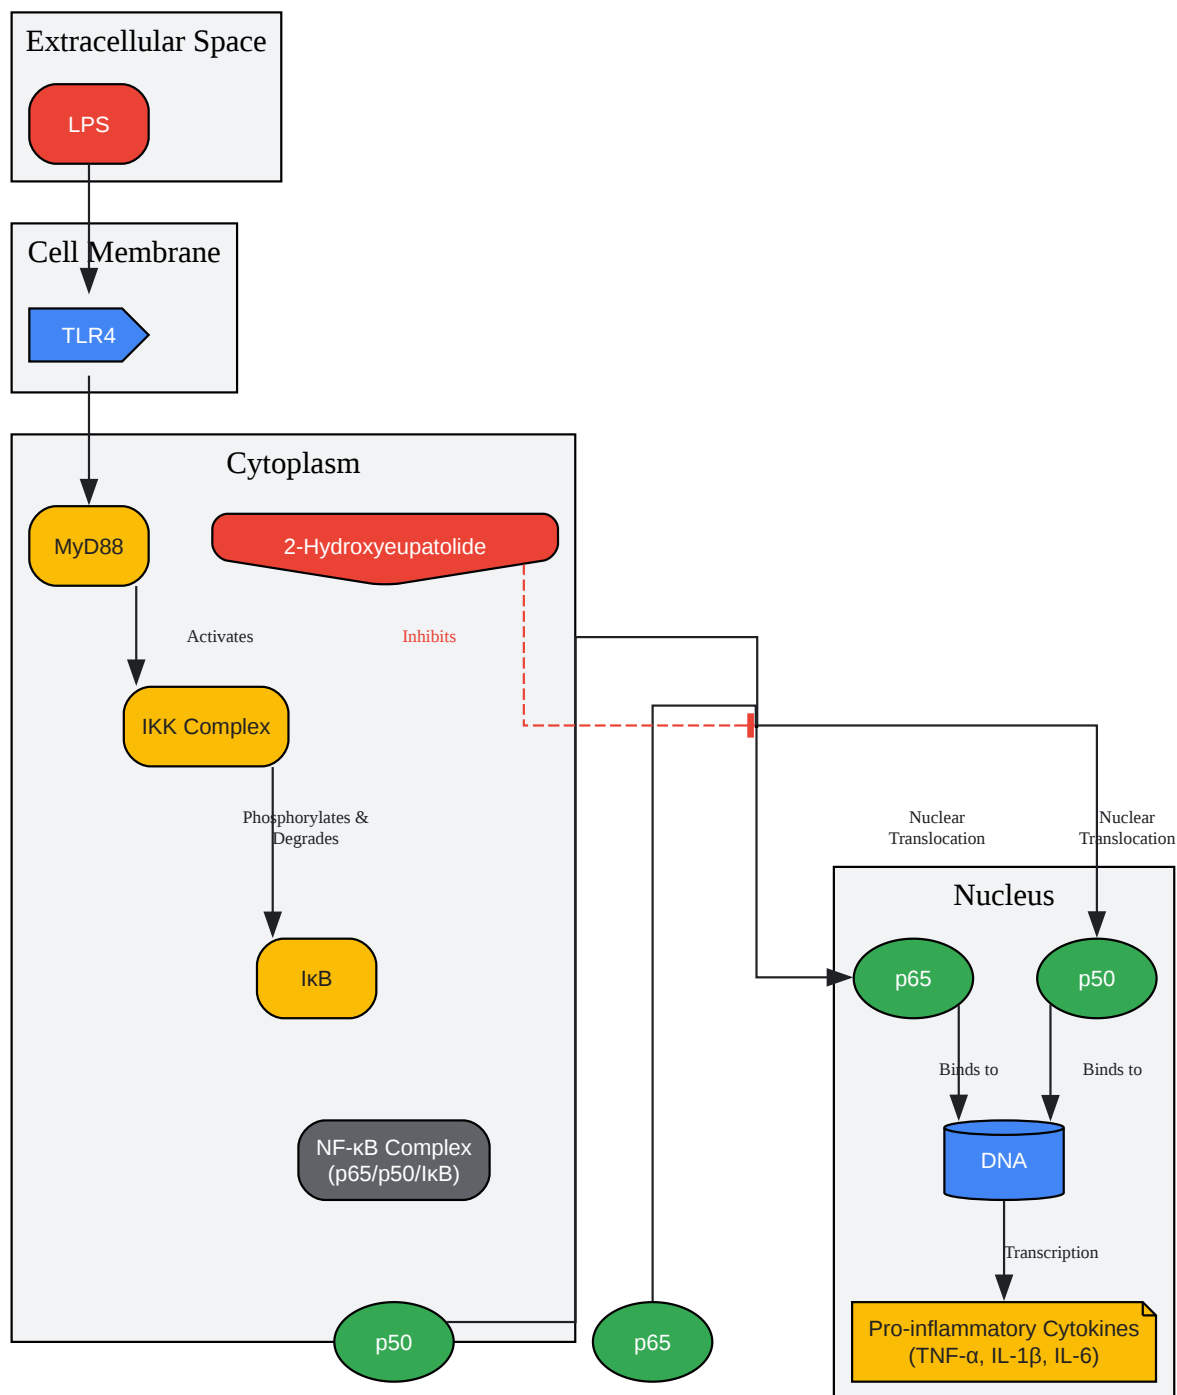 Extracellular Space
LPS
Cell Membrane
TLR4
Cytoplasm
MyD88
2-Hydroxyeupatolide
Activates
Inhibits
IKK Complex
Phosphorylates &
Degrades
Nuclear
Translocation
Nuclear
Translocation
Nucleus
IκB
p65
p50
Binds to
Binds to
NF-κB Complex
(p65/p50/IκB)
DNA
Transcription
p50
p65
Pro-inflammatory Cytokines
(TNF-α, IL-1β, IL-6)